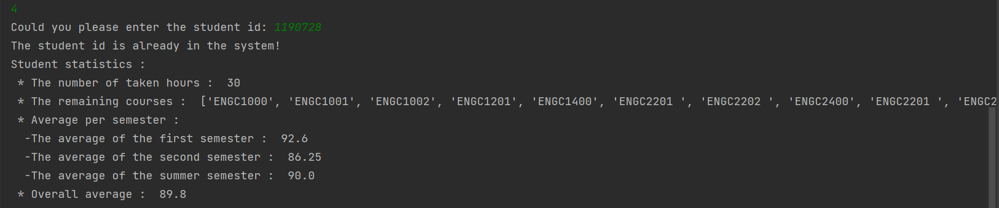 4
Could you please enter the student id: 1190728
The student id is already in the system!
Student statistics :
 * The number of taken hours :  30
 * The remaining courses :  ['ENGC1000', 'ENGC1001', 'ENGC1002', 'ENGC1201', 'ENGC1400', 'ENGC2201 ', 'ENGC2202 ', 'ENGC2400', 'ENGC2201 ', 'ENGC2
 * Average per semester :
  -The average of the first semester :  92.6
  -The average of the second semester :  86.25
  -The average of the summer semester :  90.0
 * Overall average :  89.8